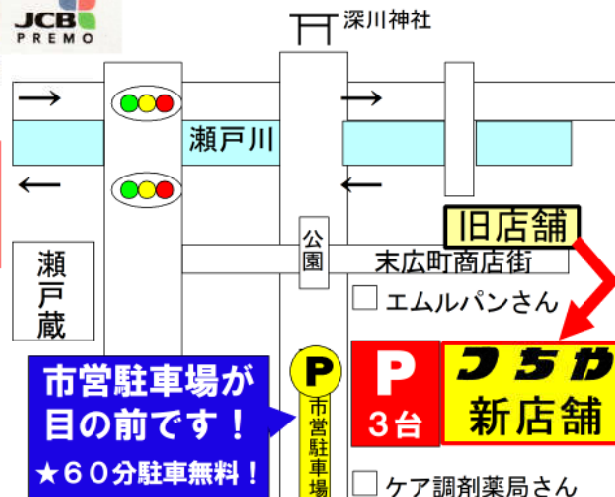 JCB
PREMO
深川神社
瀬戸川
公園
旧店舗
末広町商店街
瀬戸蔵
エムルパンさん
市営駐車場が
目の前です！
★６０分駐車無料！
P
市営駐車場
P
３台
つちや
新店舗
ケア調剤薬局さん